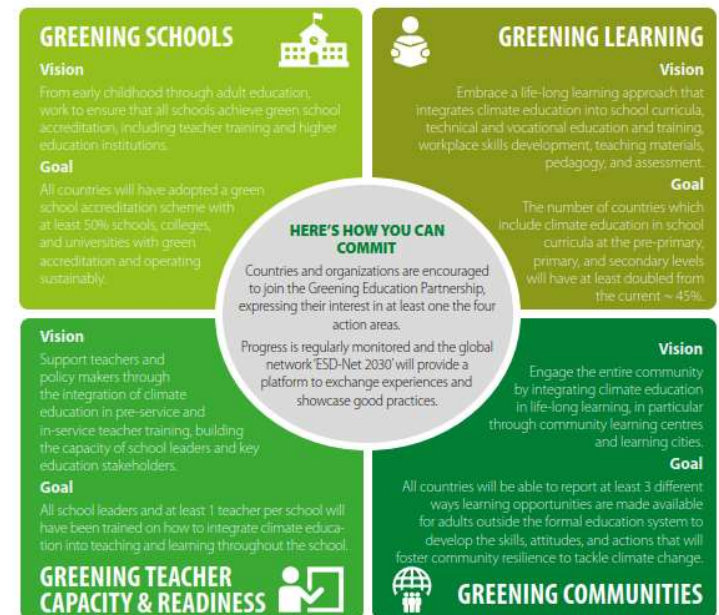 GREENING SCHOOLS
Vision
From early childhood through adult education,
work to ensure that all schools achieve green school
accreditation, including teacher training and higher
education institutions.
Goal
All countries will have adopted a green
school accreditation scheme with
at least 50% schools, colleges,
and universities with green
accreditation and operating
sustainably.
GREENING LEARNING
Vision
Embrace a life-long learning approach that
integrates climate education into school curricula,
technical and vocational education and training,
workplace skills development, teaching materials,
pedagogy, and assessment.
Goal
The number of countries which
include climate education in school
curricula at the pre-primary,
primary, and secondary levels
will have at least doubled from
the current ~ 45%.
HERE'S HOW YOU CAN
COMMIT
Countries and organizations are encouraged
to join the Greening Education Partnership,
expressing their interest in at least one the four
action areas.
Progress is regularly monitored and the global
network 'ESD-Net 2030' will provide a
platform to exchange experiences and
showcase good practices.
Vision
Support teachers and
policy makers through
the integration of climate
education in pre-service and
in-service teacher training, building
the capacity of school leaders and key
education stakeholders.
Goal
All school leaders and at least 1 teacher per school will
have been trained on how to integrate climate educa-
tion into teaching and learning throughout the school.
GREENING TEACHER
CAPACITY & READINESS
Vision
Engage the entire community
by integrating climate education
in life-long learning, in particular
through community learning centres
and learning cities.
Goal
All countries will be able to report at least 3 different
ways learning opportunities are made available
for adults outside the formal education system to
develop the skills, attitudes, and actions that will
foster community resilience to tackle climate change.
GREENING COMMUNITIES